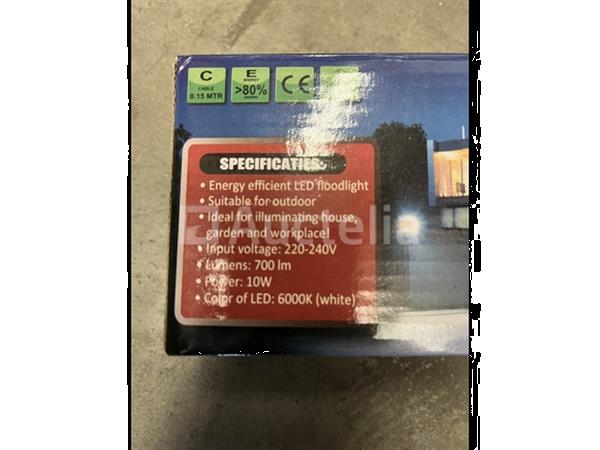 C
CABLE
0.15 MTR
E
ENERGY
>80%
CE
SPECIFICATIES:
• Energy efficient LED floodlight
• Suitable for outdoor
• Ideal for illuminating house,
garden and workplace!
• Input voltage: 220-240V
• Lumens: 700 lm
• Power: 10W
• Color of LED: 6000K (white)
Auctelia